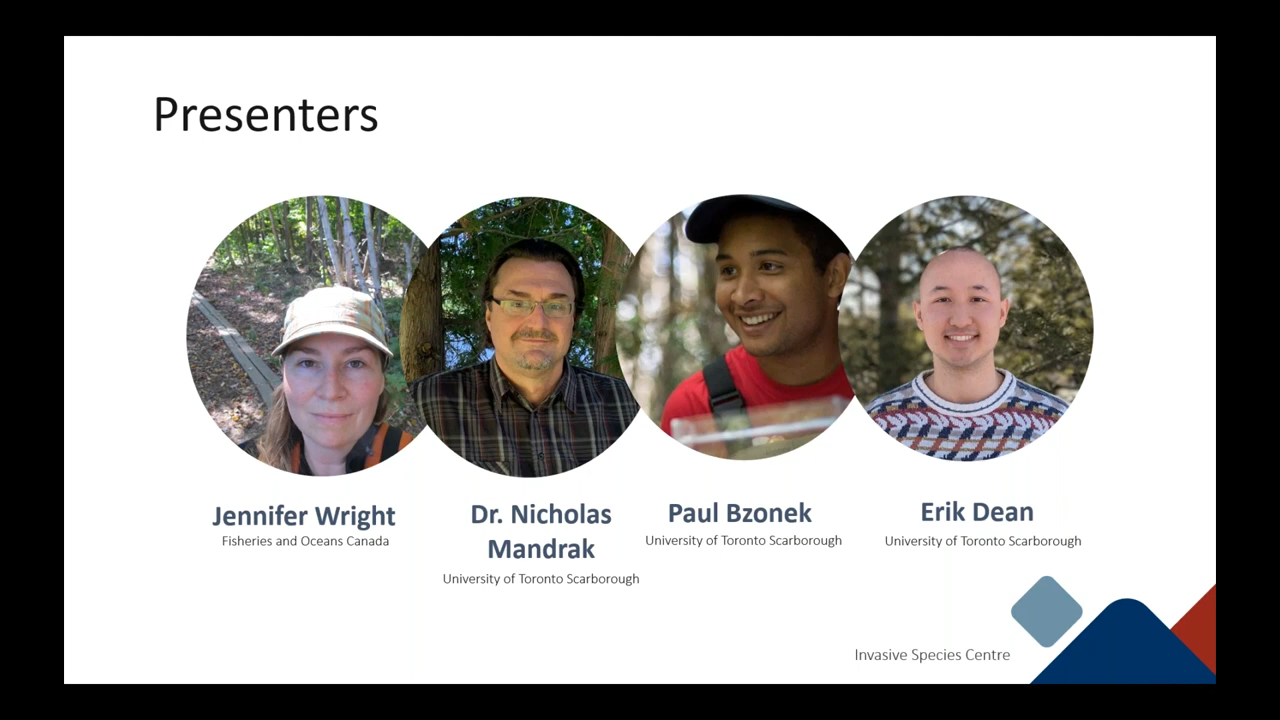 Presenters
Jennifer Wright
Fisheries and Oceans Canada
Dr. Nicholas
Mandrak
University of Toronto Scarborough
Paul Bzonek
University of Toronto Scarborough
Erik Dean
University of Toronto Scarborough
Invasive Species Centre